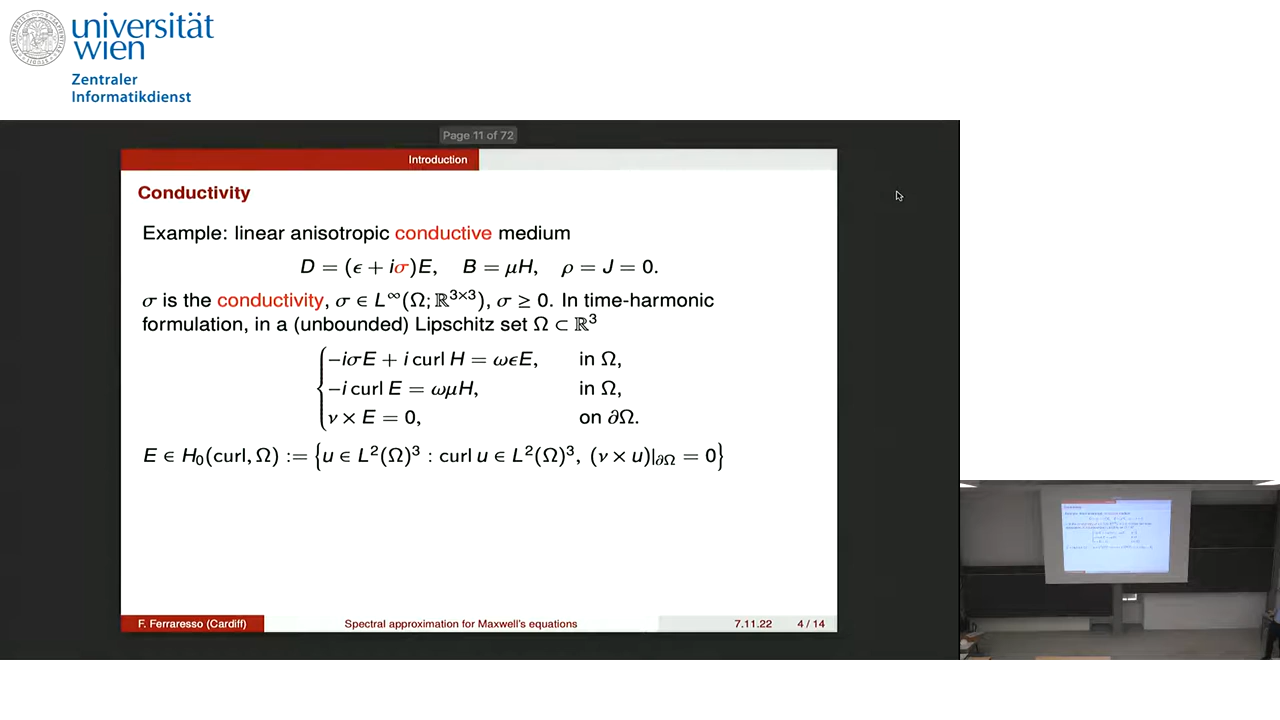 universität
wien
Zentraler
Informatikdienst
Page 11 of 72
Introduction
Conductivity
Example: linear anisotropic conductive medium
D = (ϵ + iσ)E, B = μH, ρ = J = 0.
σ is the conductivity, σ ∈ L∞(Ω; ℝ³ˣ³), σ ≥ 0. In time-harmonic
formulation, in a (unbounded) Lipschitz set Ω ⊂ ℝ³
−iσE + i curl H = ωϵE, in Ω,
−i curl E = ωμH, in Ω,
ν × E = 0, on ∂Ω.
E ∈ H₀(curl, Ω) := {u ∈ L²(Ω)³ : curl u ∈ L²(Ω)³, (ν × u)|∂Ω = 0}
F. Ferraresso (Cardiff) Spectral approximation for Maxwell's equations 7.11.22 4 / 14